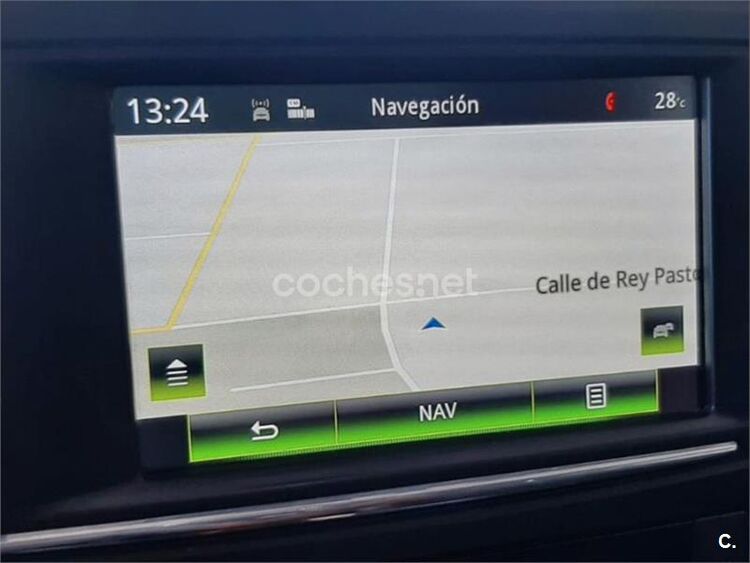 13:24
Navegación
28°c
coches.net
Calle de Rey Pasto
NAV
C.